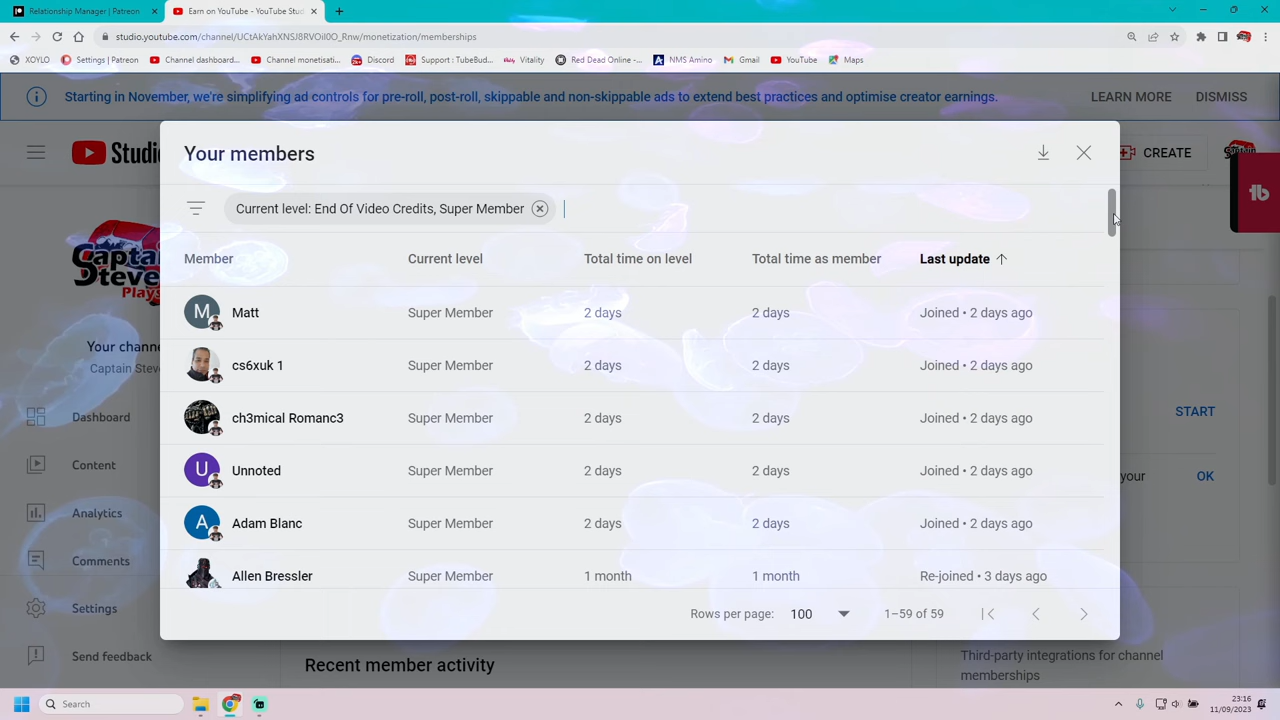 Relationship Manager | Patreon
Earn on YouTube - YouTube Stud
studio.youtube.com/channel/UCtAkYahXNSJ8RVOiI0O_Rnw/monetization/memberships
XOYLO
Settings | Patreon
Channel dashboard...
Channel monetisati...
Discord
Support : TubeBud...
Vitality
Red Dead Online -...
NMS Amino
Gmail
YouTube
Maps
Starting in November, we're simplifying ad controls for pre-roll, post-roll, skippable and non-skippable ads to extend best practices and optimise creator earnings.
LEARN MORE
DISMISS
Studio
CREATE
Your members
Current level: End Of Video Credits, Super Member
Member Current level Total time on level Total time as member Last update
M Matt Super Member 2 days 2 days Joined • 2 days ago
cs6xuk 1 Super Member 2 days 2 days Joined • 2 days ago
ch3mical Romanc3 Super Member 2 days 2 days Joined • 2 days ago
U Unnoted Super Member 2 days 2 days Joined • 2 days ago
A Adam Blanc Super Member 2 days 2 days Joined • 2 days ago
Allen Bressler Super Member 1 month 1 month Re-joined • 3 days ago
Rows per page: 100 1–59 of 59
Captain
Steve
Plays
Your chann
Captain Steve
Dashboard
Content
Analytics
Comments
Settings
Send feedback
START
your
OK
tb
Recent member activity
Third-party integrations for channel
memberships
Search
23:16
11/09/2023